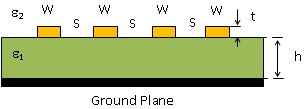 ε2 W W W W t
S S S
ε1 h
Ground Plane